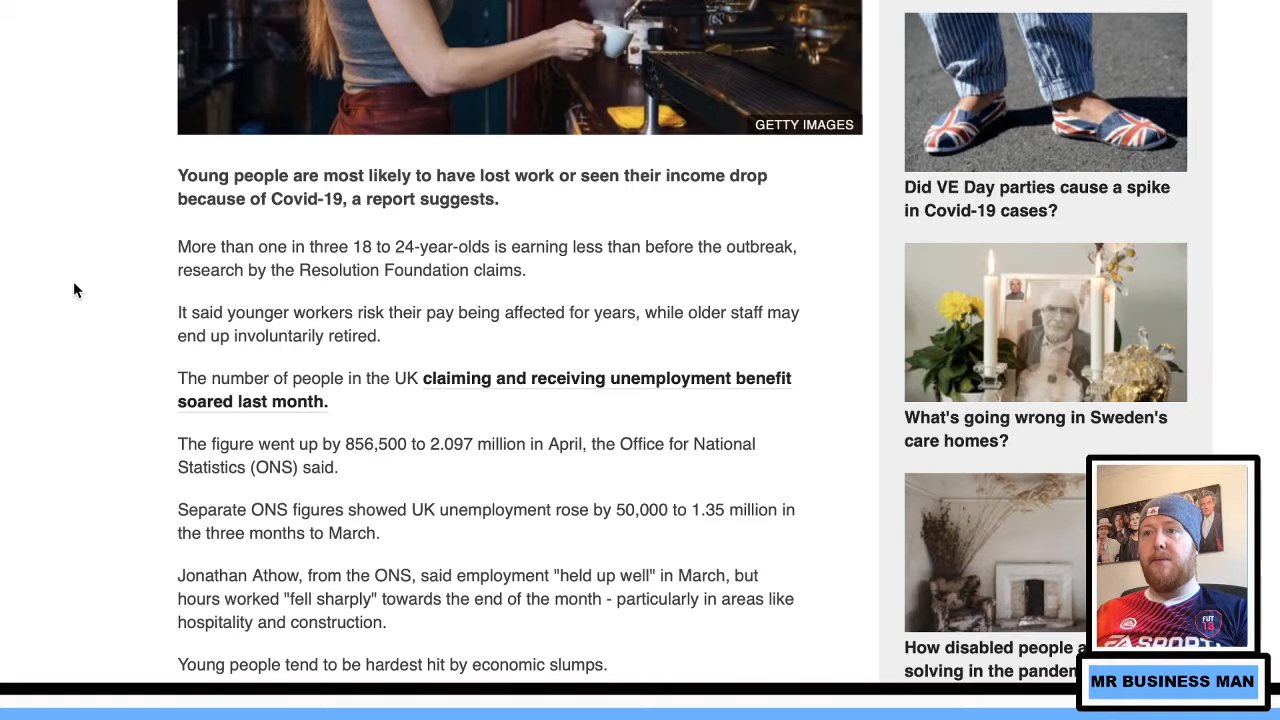 GETTY IMAGES
Young people are most likely to have lost work or seen their income drop
because of Covid-19, a report suggests.
More than one in three 18 to 24-year-olds is earning less than before the outbreak,
research by the Resolution Foundation claims.
It said younger workers risk their pay being affected for years, while older staff may
end up involuntarily retired.
The number of people in the UK claiming and receiving unemployment benefit
soared last month.
The figure went up by 856,500 to 2.097 million in April, the Office for National
Statistics (ONS) said.
Separate ONS figures showed UK unemployment rose by 50,000 to 1.35 million in
the three months to March.
Jonathan Athow, from the ONS, said employment "held up well" in March, but
hours worked "fell sharply" towards the end of the month - particularly in areas like
hospitality and construction.
Young people tend to be hardest hit by economic slumps.
Did VE Day parties cause a spike
in Covid-19 cases?
What's going wrong in Sweden's
care homes?
How disabled people
solving in the
FUT
18
EA SPORT
MR BUSINESS MAN